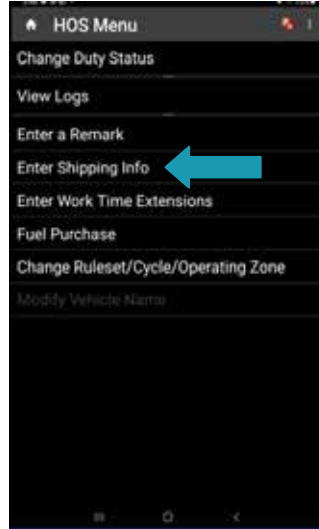 HOS Menu
Change Duty Status
View Logs
Enter a Remark
Enter Shipping Info
Enter Work Time Extensions
Fuel Purchase
Change Ruleset/Cycle/Operating Zone
Modify Vehicle Name